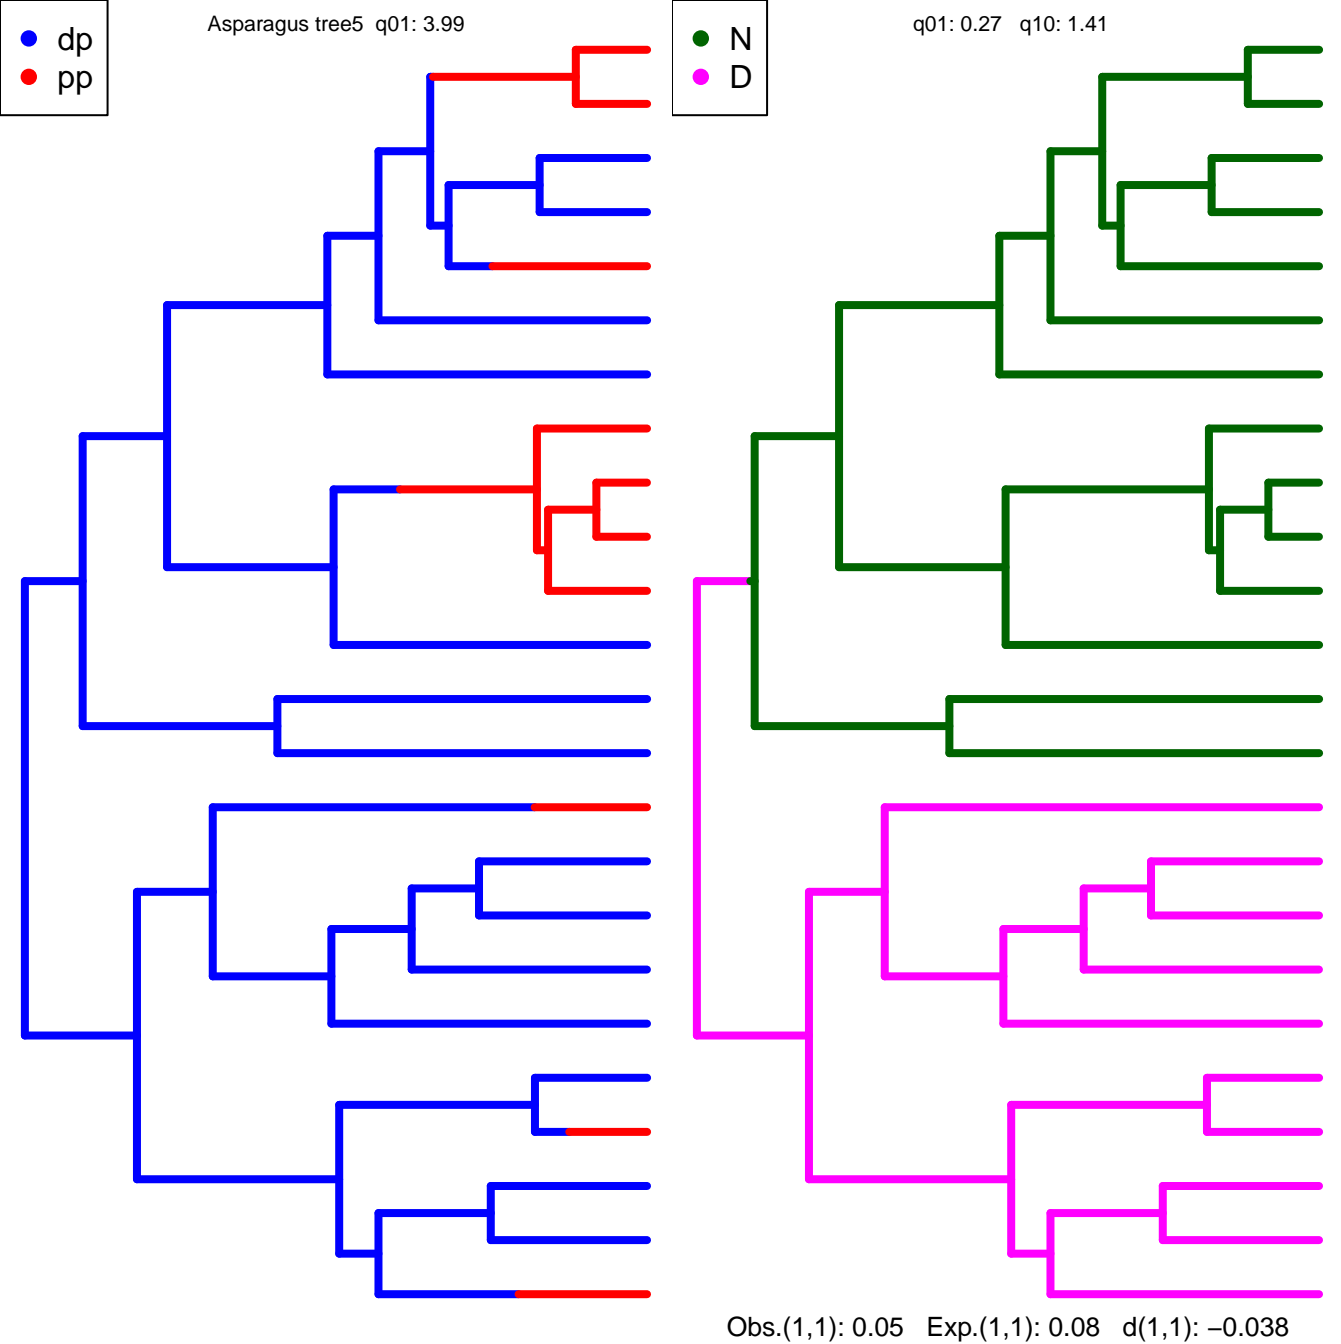 dp
pp
Asparagus tree5  q01: 3.99
N
D
q01: 0.27   q10: 1.41
Obs.(1,1): 0.05   Exp.(1,1): 0.08   d(1,1): −0.038